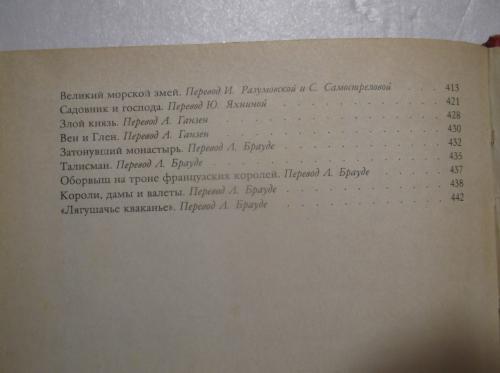 Великий морской змей. Перевод И. Разумовской и С. Самостреловой . . . . 413
Садовник и господа. Перевод Ю. Яхниной . . . . . . . . . . 421
Злой князь. Перевод А. Ганзен . . . . . . . . . . . . 428
Вен и Глен. Перевод А. Ганзен . . . . . . . . . . . . 430
Затонувший монастырь. Перевод Л. Брауде . . . . . . . . . 432
Талисман. Перевод Л. Брауде . . . . . . . . . . . . 435
Оборвыш на троне французских королей. Перевод Л. Брауде . . . . . 437
Короли, дамы и валеты. Перевод Л. Брауде . . . . . . . . . 438
«Лягушачье кваканье». Перевод Л. Брауде . . . . . . . . . 442